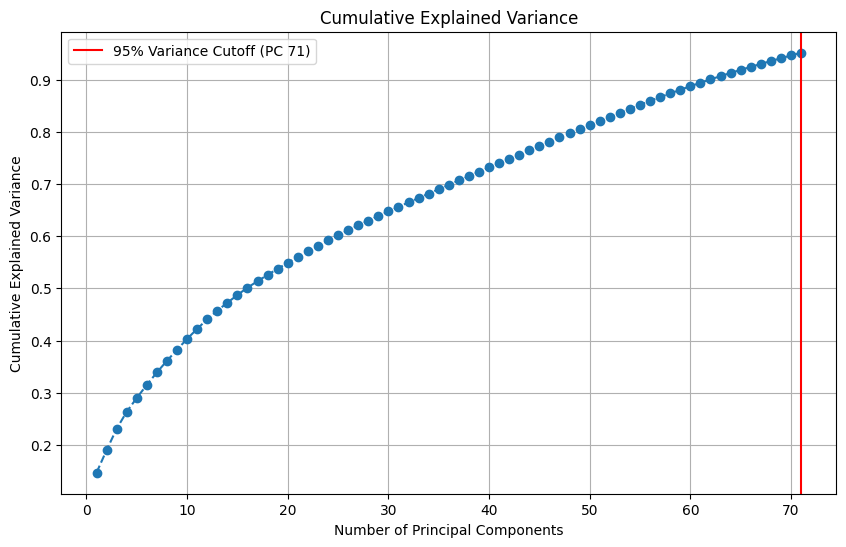 Cumulative Explained Variance
95% Variance Cutoff (PC 71)
Cumulative Explained Variance
0.9
0.8
0.7
0.6
0.5
0.4
0.3
0.2
0 10 20 30 40 50 60 70
Number of Principal Components